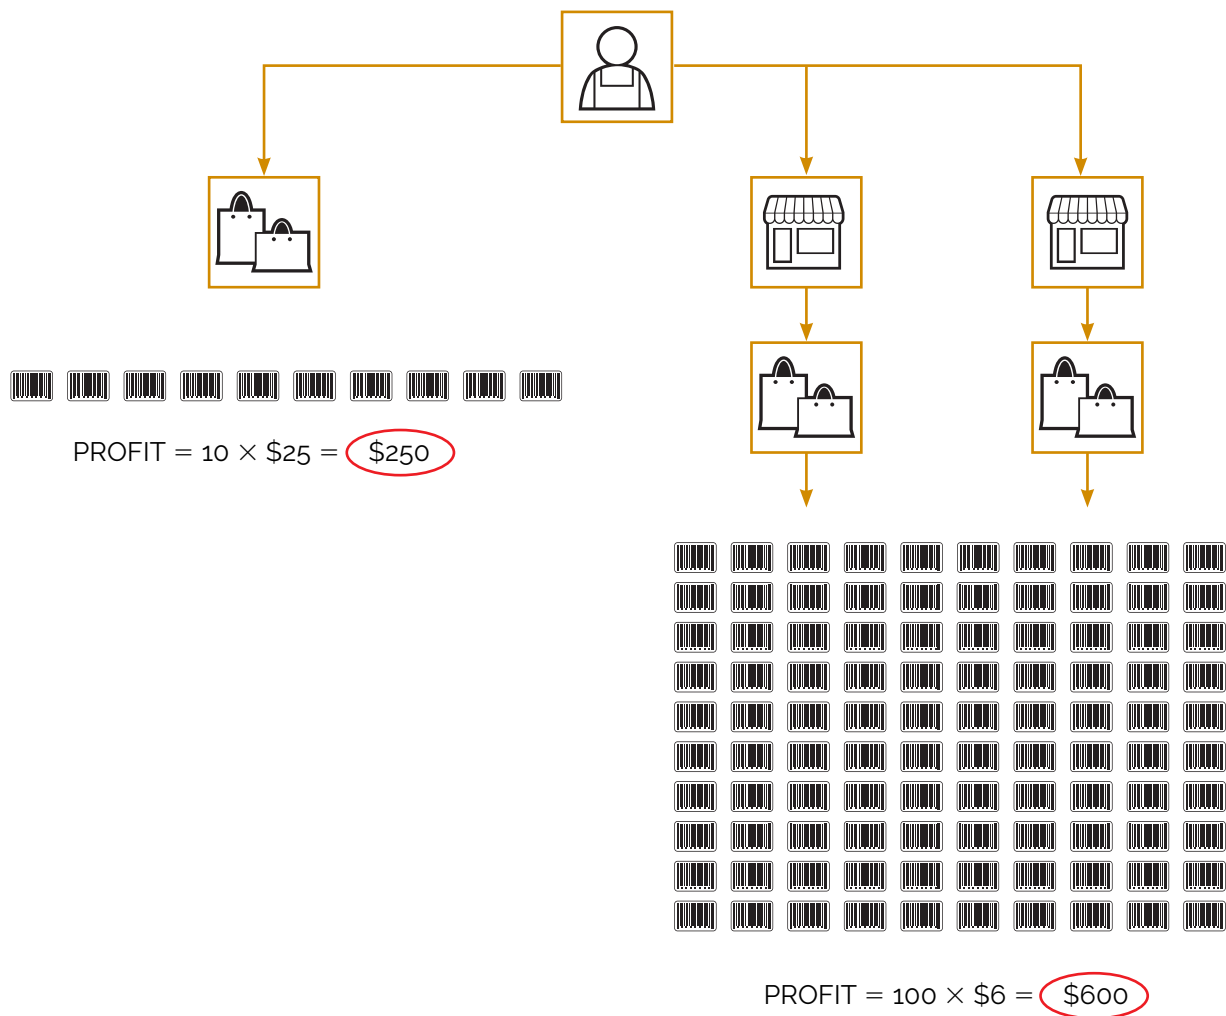 PROFIT = 10 × $25 = $250
PROFIT = 100 × $6 = $600